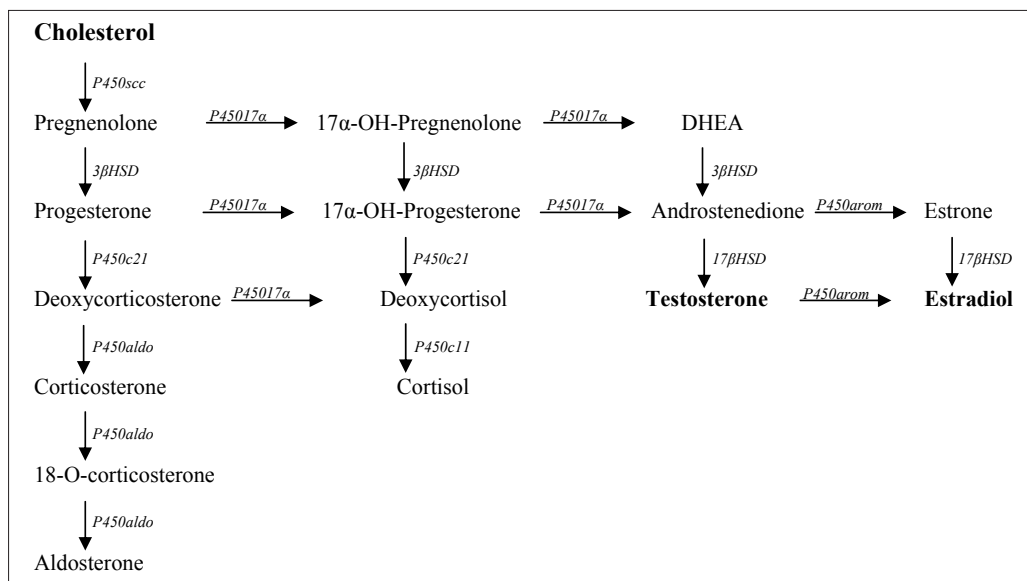 Cholesterol
P450scc
Pregnenolone P45017α 17α-OH-Pregnenolone P45017α DHEA
3βHSD 3βHSD 3βHSD
Progesterone P45017α 17α-OH-Progesterone P45017α Androstenedione P450arom Estrone
P450c21 P450c21 17βHSD 17βHSD
Deoxycorticosterone P45017α Deoxycortisol Testosterone P450arom Estradiol
P450aldo P450c11
Corticosterone Cortisol
P450aldo
18-O-corticosterone
P450aldo
Aldosterone